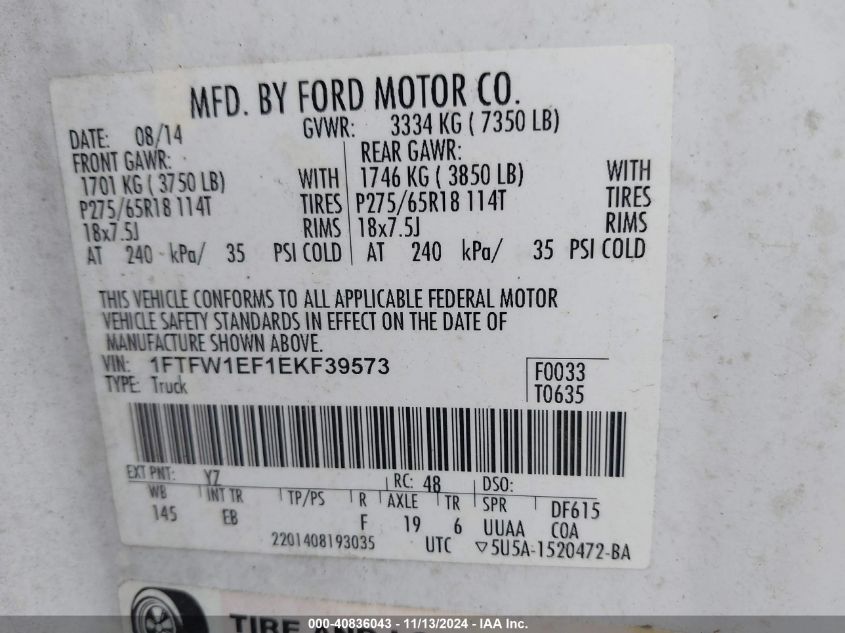 MFD. BY FORD MOTOR CO.
DATE: 08/14 GVWR: 3334 KG ( 7350 LB)
FRONT GAWR: REAR GAWR:
1701 KG ( 3750 LB) WITH 1746 KG ( 3850 LB) WITH
P275/65R18 114T TIRES P275/65R18 114T TIRES
18x7.5J RIMS 18x7.5J RIMS
AT 240 kPa/ 35 PSI COLD AT 240 kPa/ 35 PSI COLD
THIS VEHICLE CONFORMS TO ALL APPLICABLE FEDERAL MOTOR
VEHICLE SAFETY STANDARDS IN EFFECT ON THE DATE OF
MANUFACTURE SHOWN ABOVE.
VIN: 1FTFW1EF1EKF39573 F0033
TYPE: Truck T0635
EXT PNT: YZ RC: 48 DSO:
WB INT TR TP/PS R AXLE TR SPR DF615
145 EB F 19 6 UUAA COA
2201408193035 UTC ▽5U5A-1520472-BA
TIRE AND
000-40836043 — 11/13/2024 — IAA Inc.